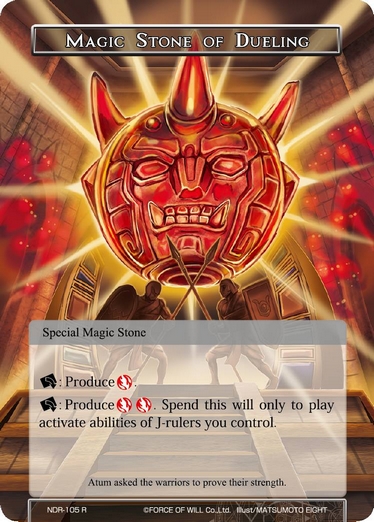 Magic Stone of Dueling
Special Magic Stone
: Produce .
: Produce . Spend this will only to play
activate abilities of J-rulers you control.
Atum asked the warriors to prove their strength.
NDR-105 R
©FORCE OF WILL Co.,Ltd. Illust/MATSUMOTO EIGHT